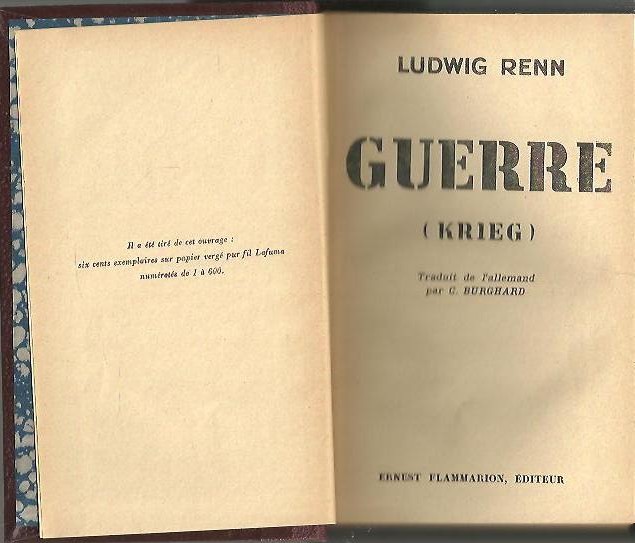 Il a été tiré de cet ouvrage :
six cents exemplaires sur papier vergé pur fil Lafuma
numérotés de 1 à 600.
LUDWIG RENN
GUERRE
(KRIEG)
Traduit de l'allemand
par C. BURGHARD
ERNEST FLAMMARION, ÉDITEUR